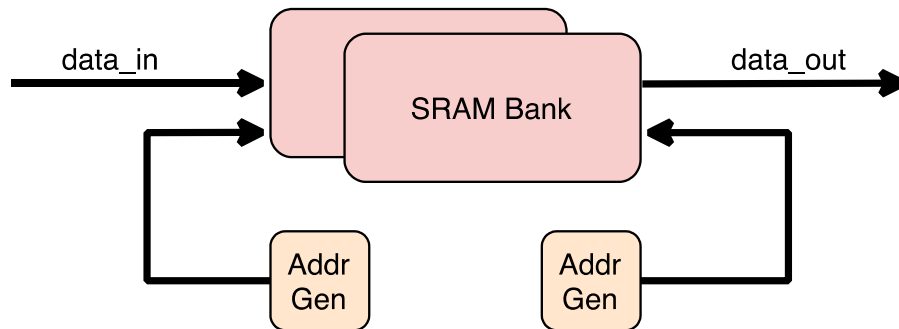 data_in
data_out
SRAM Bank
Addr
Gen
Addr
Gen